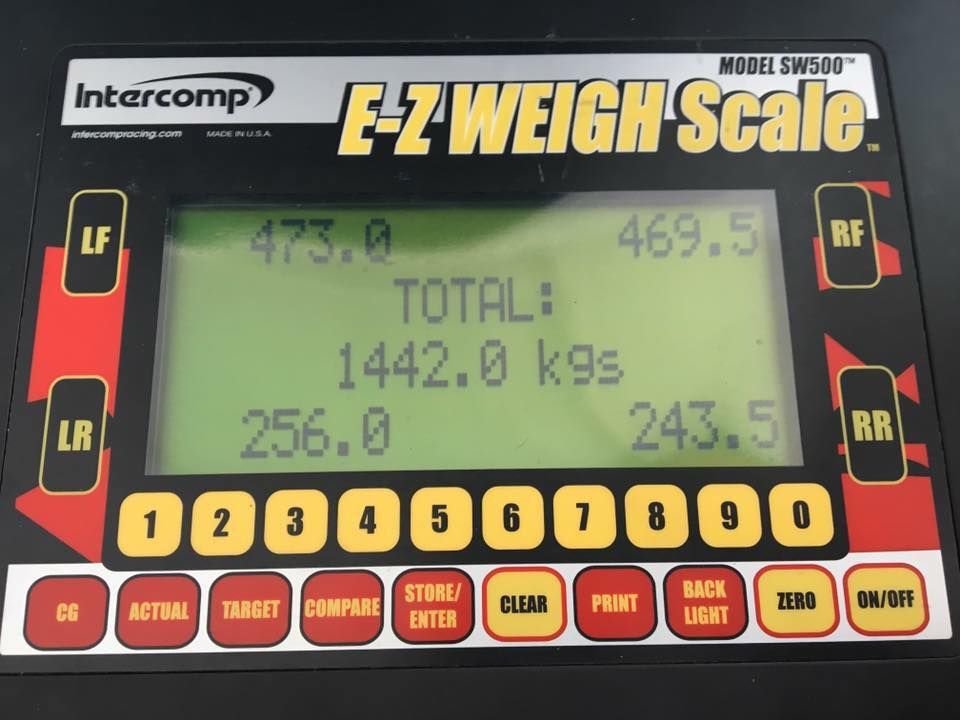 MODEL SW500™
Intercomp®
E-Z WEIGH Scale™
intercompracing.com MADE IN U.S.A.
LF 473.0 469.5 RF
TOTAL:
1442.0 kgs
LR 256.0 243.5 RR
1 2 3 4 5 6 7 8 9 0
CG ACTUAL TARGET COMPARE STORE/ENTER CLEAR PRINT BACK LIGHT ZERO ON/OFF